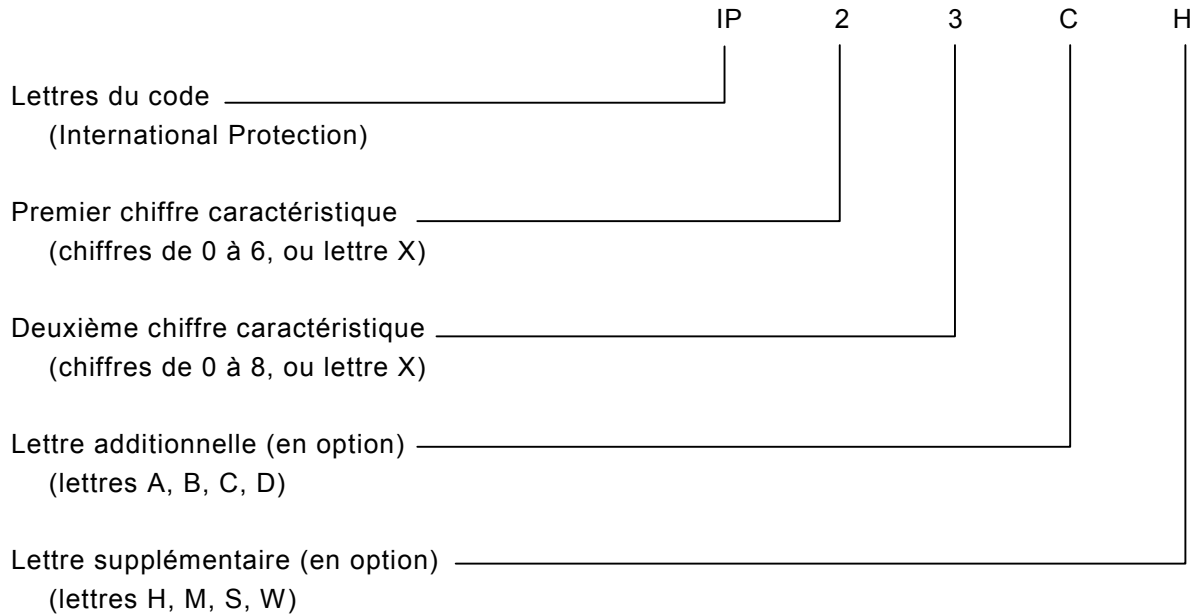 IP 2 3 C H
Lettres du code
(International Protection)
Premier chiffre caractéristique
(chiffres de 0 à 6, ou lettre X)
Deuxième chiffre caractéristique
(chiffres de 0 à 8, ou lettre X)
Lettre additionnelle (en option)
(lettres A, B, C, D)
Lettre supplémentaire (en option)
(lettres H, M, S, W)